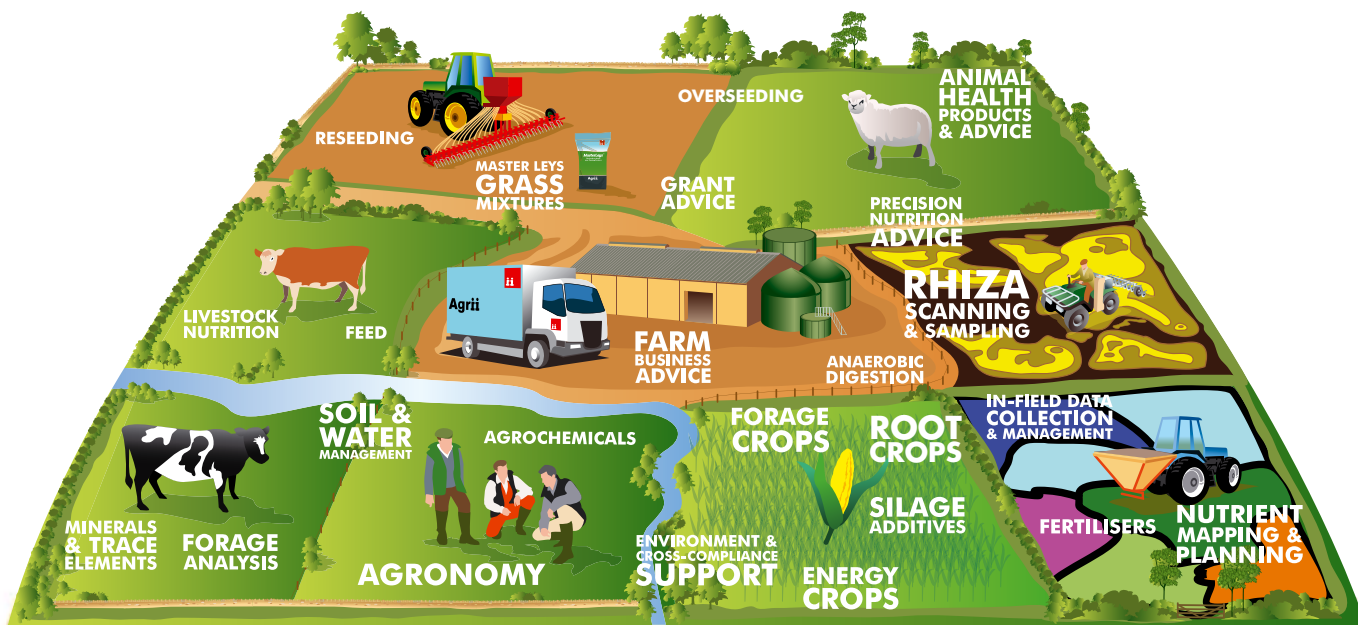 RESEEDING
MASTER LEYS
GRASS
MIXTURES
OVERSEEDING
GRANT
ADVICE
ANIMAL
HEALTH
PRODUCTS
& ADVICE
PRECISION
NUTRITION
ADVICE
LIVESTOCK
NUTRITION
FEED
Agrii
FARM
BUSINESS
ADVICE
ANAEROBIC
DIGESTION
RHIZA
SCANNING
& SAMPLING
MINERALS
& TRACE
ELEMENTS
FORAGE
ANALYSIS
SOIL &
WATER
MANAGEMENT
AGROCHEMICALS
AGRONOMY
ENVIRONMENT &
CROSS-COMPLIANCE
SUPPORT
FORAGE
CROPS
ROOT
CROPS
SILAGE
ADDITIVES
ENERGY
CROPS
IN-FIELD DATA
COLLECTION
& MANAGEMENT
FERTILISERS
NUTRIENT
MAPPING &
PLANNING